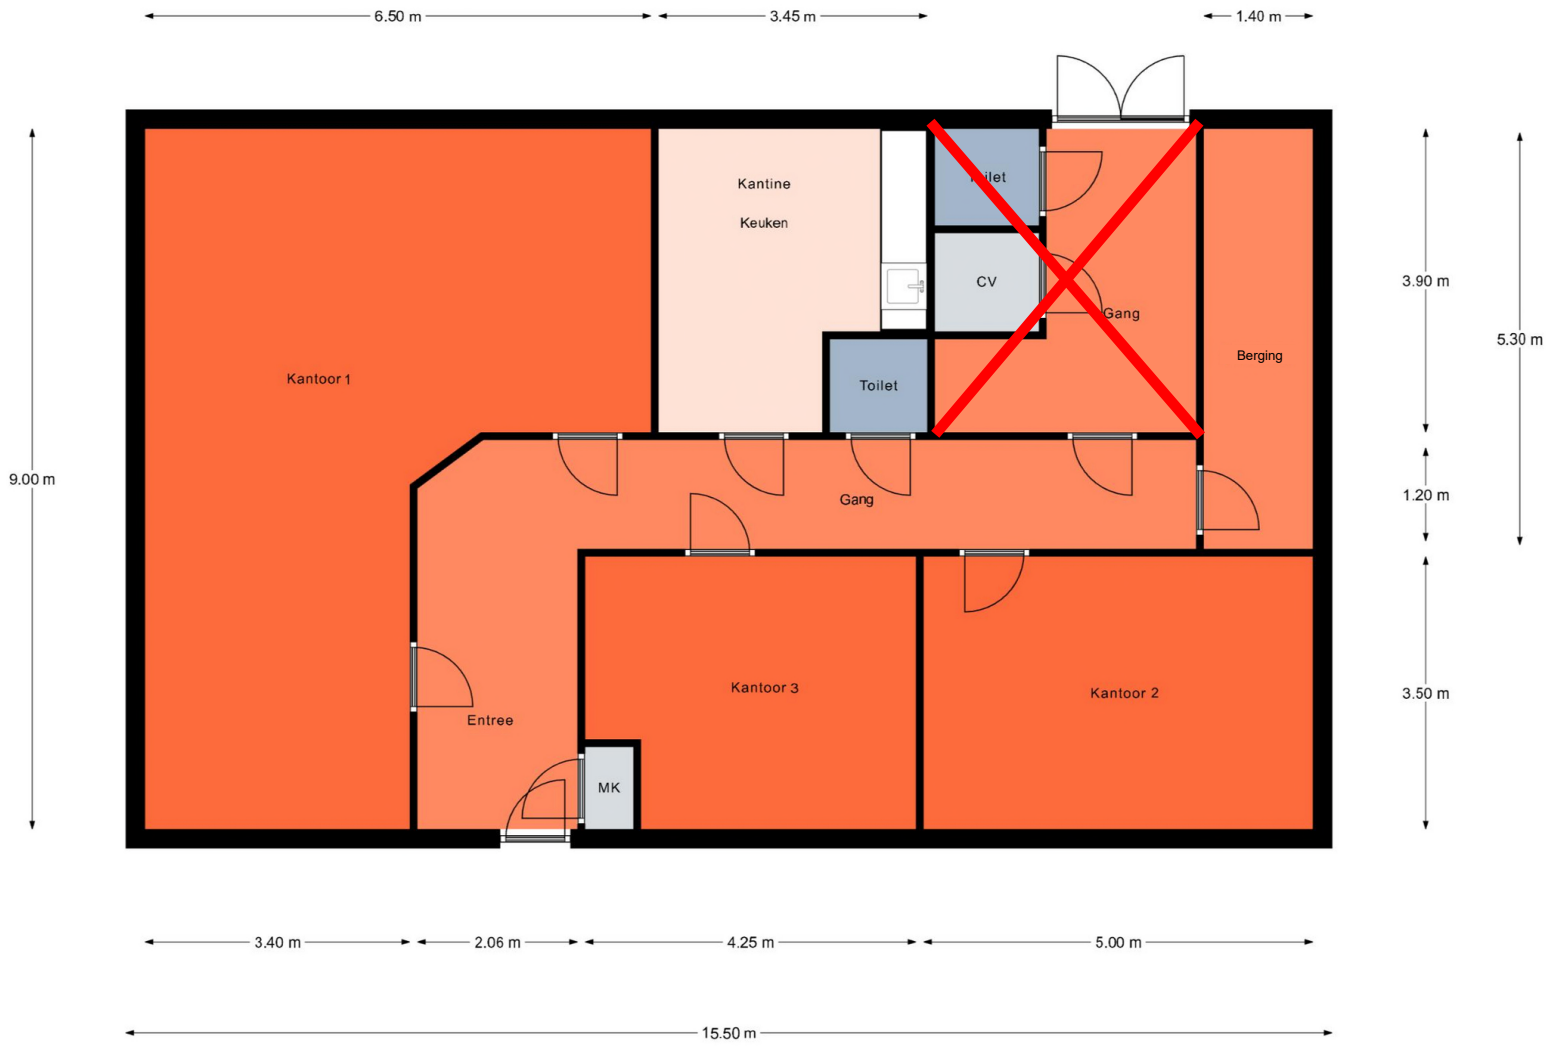 6.50 m
3.45 m
1.40 m
Kantine
Keuken
CV
Gang
3.90 m
5.30 m
Berging
Kantoor 1
Toilet
9.00 m
Gang
1.20 m
Kantoor 3
Kantoor 2
3.50 m
Entree
MK
3.40 m
2.06 m
4.25 m
5.00 m
15.50 m